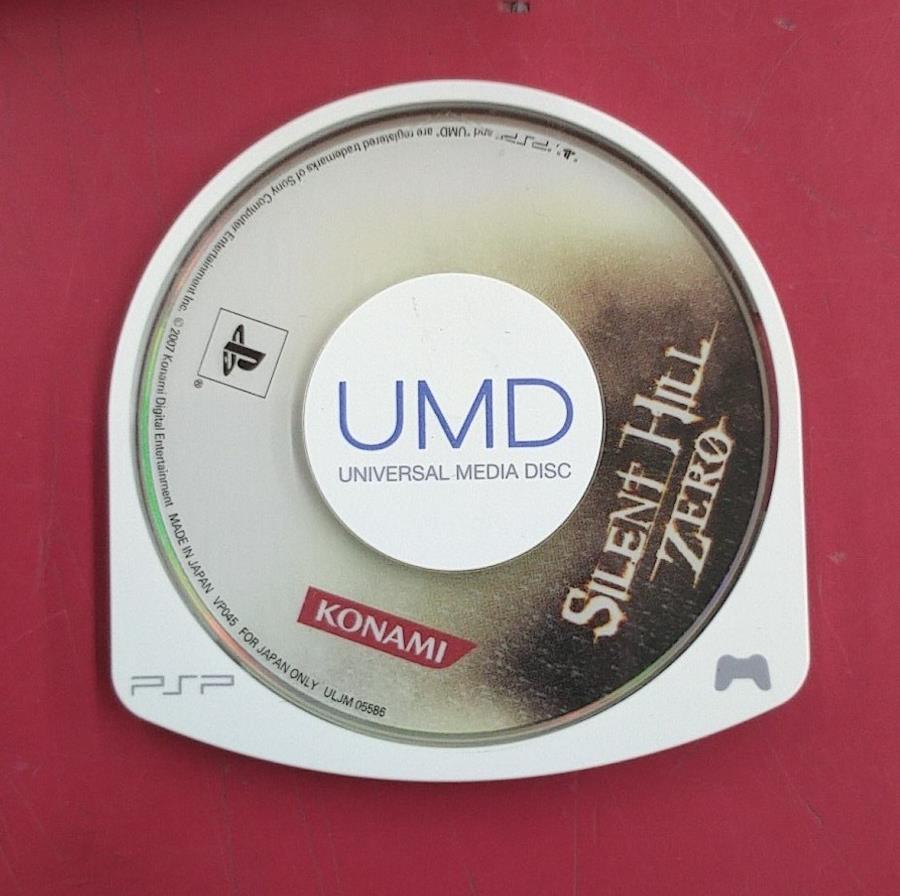 " PSP " and "UMD" are registered trademarks of Sony Computer Entertainment Inc. © 2007 Konami Digital Entertainment MADE IN JAPAN VP045 FOR JAPAN ONLY ULJM 05586
®
UMD
UNIVERSAL MEDIA DISC
SILENT HILL
ZERØ
KONAMI
PSP